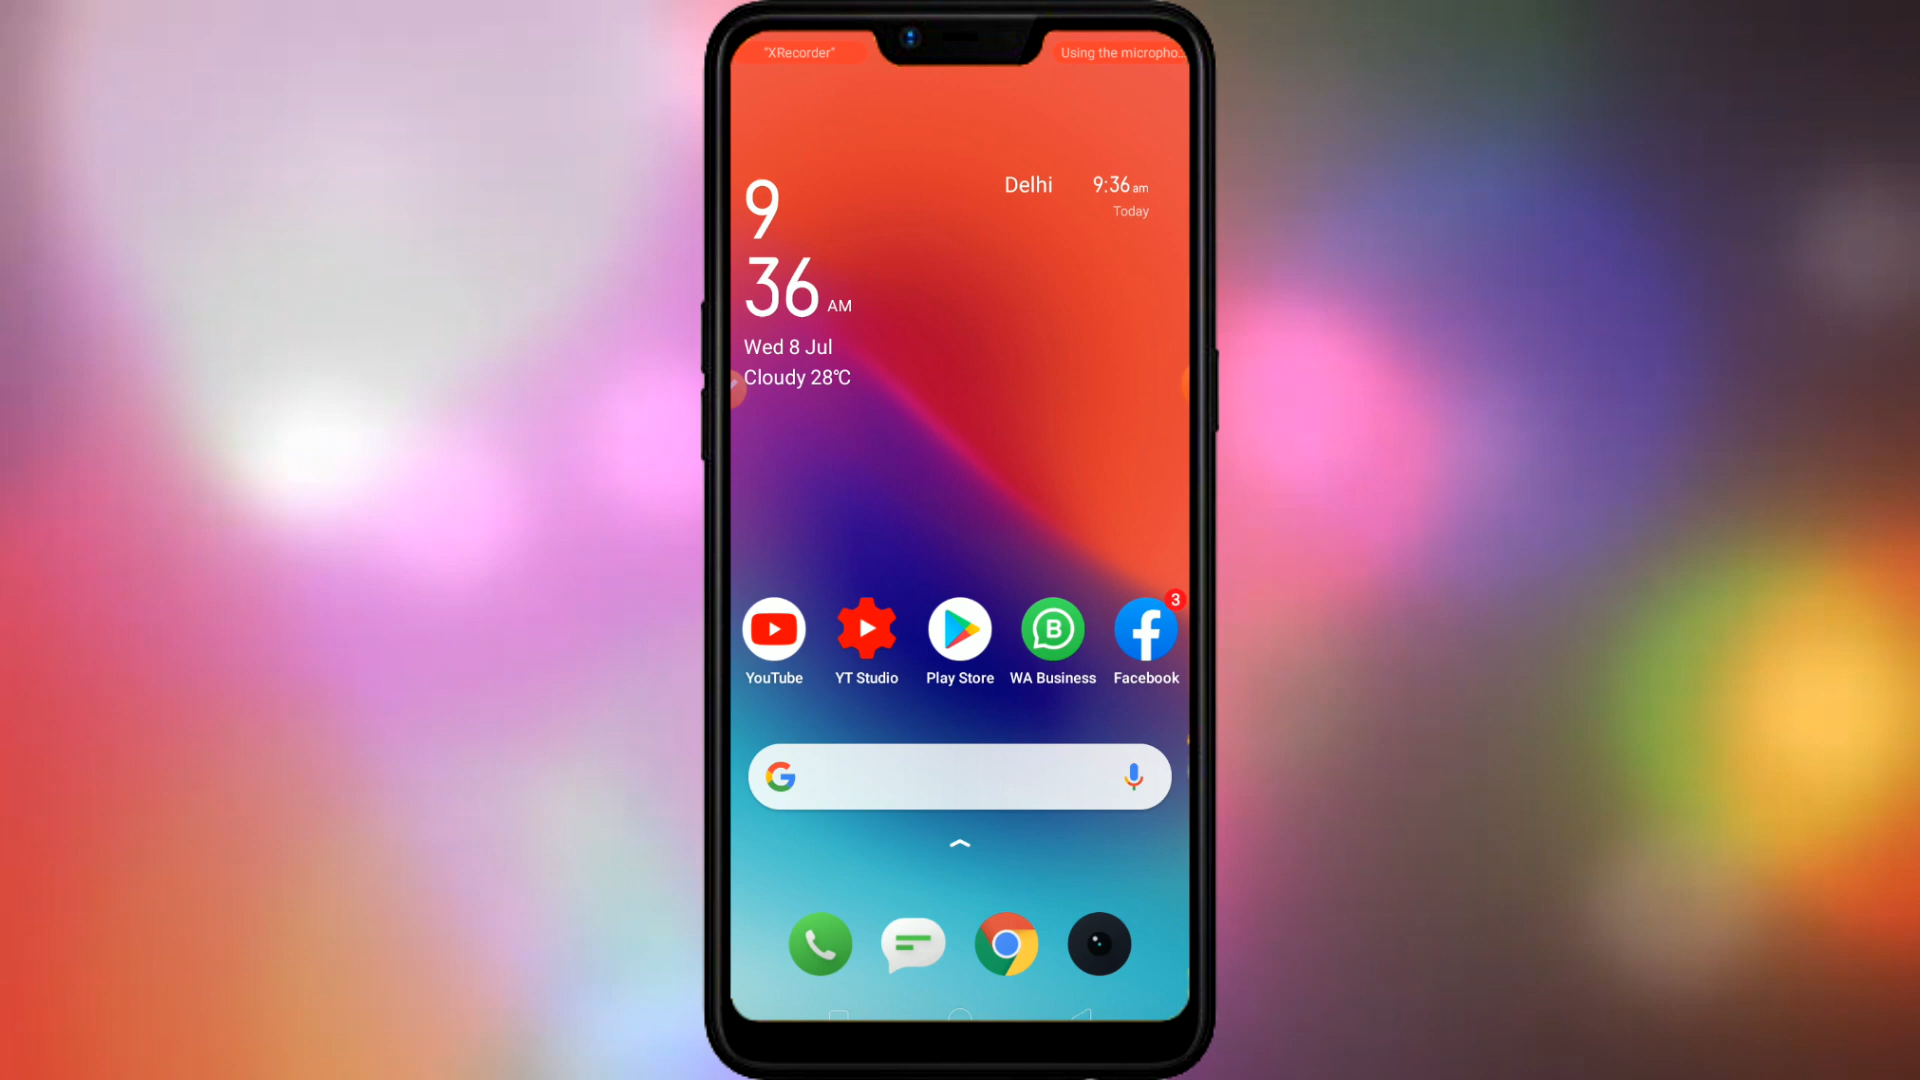 "XRecorder"
Using the micropho...
Delhi
9:36 am
Today
9
36 AM
Wed 8 Jul
Cloudy 28℃
3
YouTube
YT Studio
Play Store
WA Business
Facebook